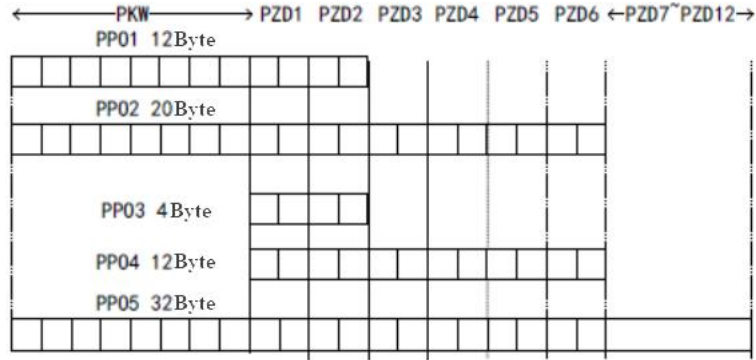 ←PKW→ PZD1 PZD2 PZD3 PZD4 PZD5 PZD6 ←PZD7~PZD12→
PPO1 12Byte
PPO2 20Byte
PPO3 4Byte
PPO4 12Byte
PPO5 32Byte